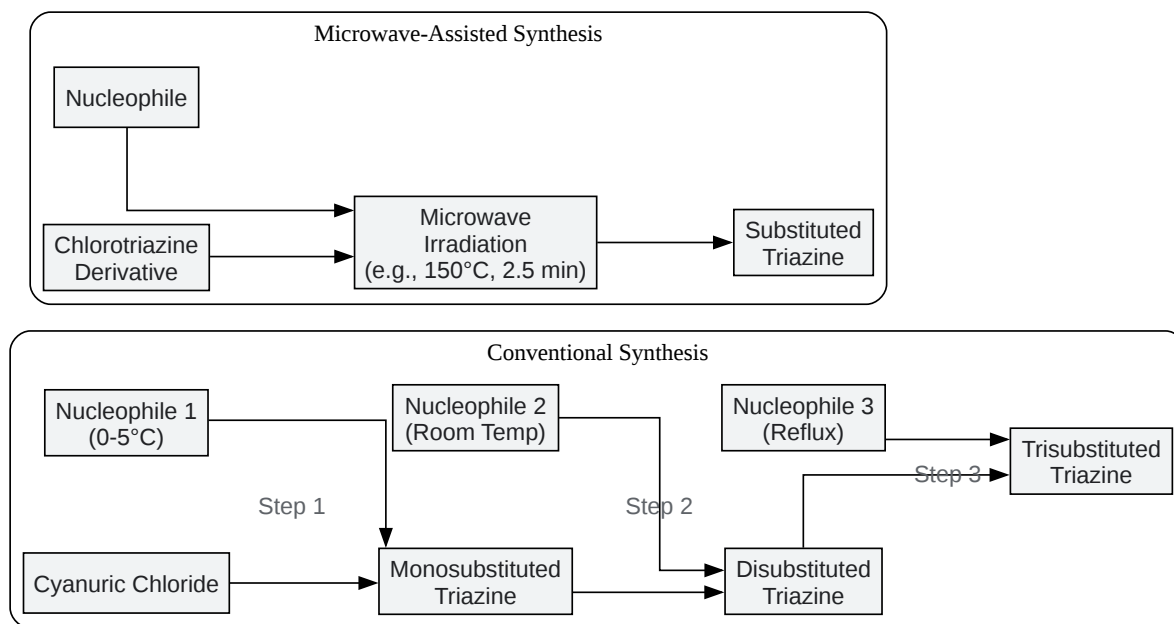 Microwave-Assisted Synthesis
Nucleophile
Chlorotriazine
Derivative
Microwave
Irradiation
(e.g., 150°C, 2.5 min)
Substituted
Triazine
Conventional Synthesis
Nucleophile 1
(0-5°C)
Nucleophile 2
(Room Temp)
Nucleophile 3
(Reflux)
Trisubstituted
Triazine
Step 1
Step 2
Step 3
Cyanuric Chloride
Monosubstituted
Triazine
Disubstituted
Triazine